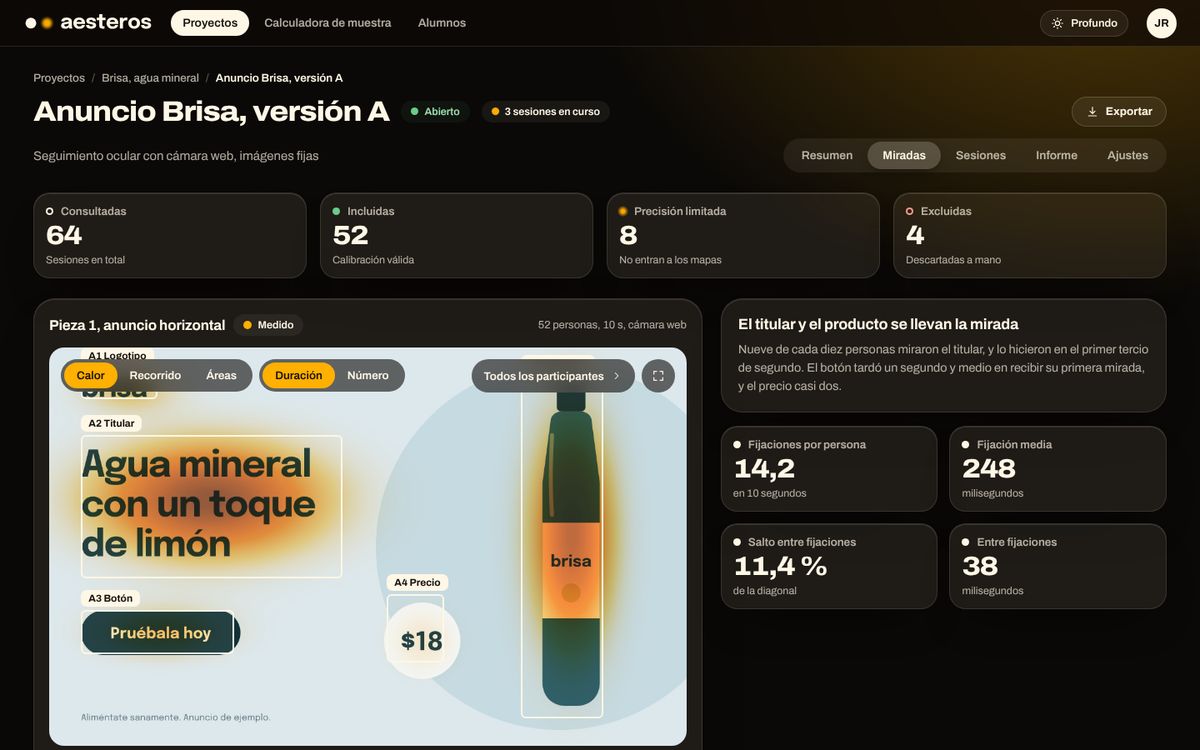 aesteros
Proyectos
Calculadora de muestra
Alumnos
Profundo
JR
Proyectos / Brisa, agua mineral / Anuncio Brisa, versión A
Anuncio Brisa, versión A
Abierto
3 sesiones en curso
Exportar
Seguimiento ocular con cámara web, imágenes fijas
Resumen
Miradas
Sesiones
Informe
Ajustes
Consultadas
64
Sesiones en total
Incluidas
52
Calibración válida
Precisión limitada
8
No entran a los mapas
Excluidas
4
Descartadas a mano
Pieza 1, anuncio horizontal
Medido
52 personas, 10 s, cámara web
A1 Logotipo
Calor
Recorrido
Áreas
Duración
Número
Todos los participantes
brisa
A2 Titular
Agua mineral
con un toque
de limón
A3 Botón
Pruébala hoy
A4 Precio
$18
brisa
Aliméntate sanamente. Anuncio de ejemplo.
El titular y el producto se llevan la mirada
Nueve de cada diez personas miraron el titular, y lo hicieron en el primer tercio
de segundo. El botón tardó un segundo y medio en recibir su primera mirada,
y el precio casi dos.
Fijaciones por persona
14,2
en 10 segundos
Fijación media
248
milisegundos
Salto entre fijaciones
11,4 %
de la diagonal
Entre fijaciones
38
milisegundos